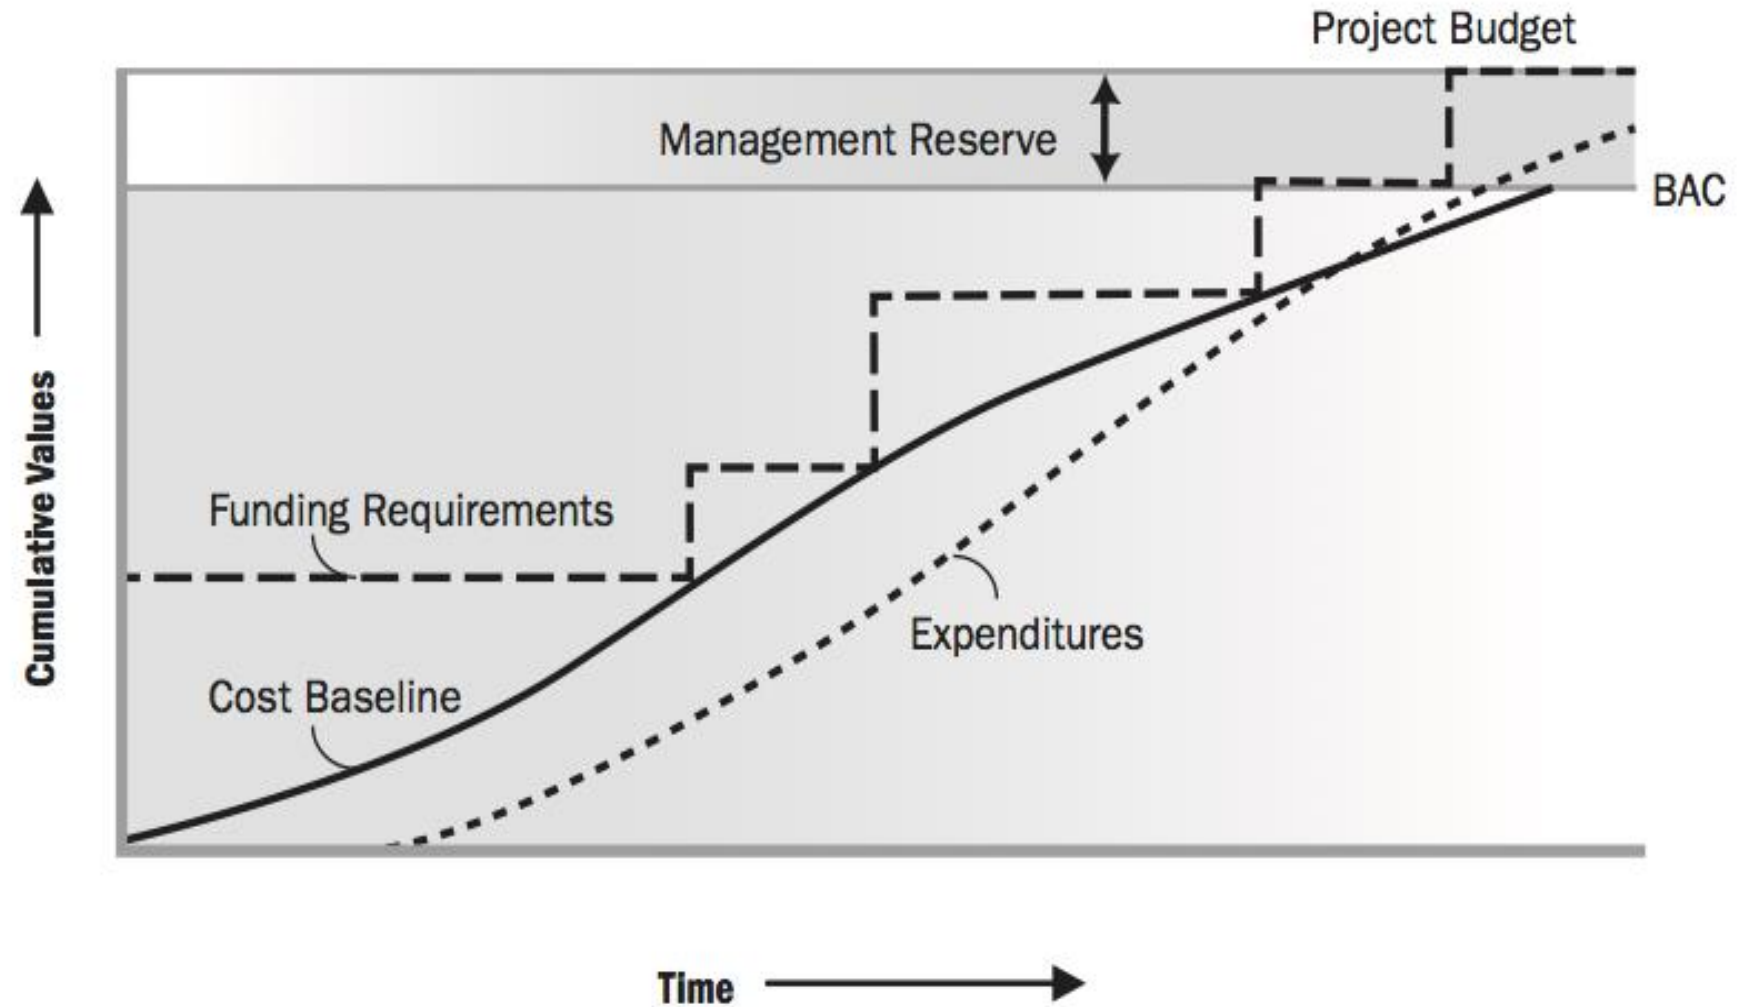 Project Budget
Management Reserve
BAC
Funding Requirements
Expenditures
Cost Baseline
Cumulative Values
Time